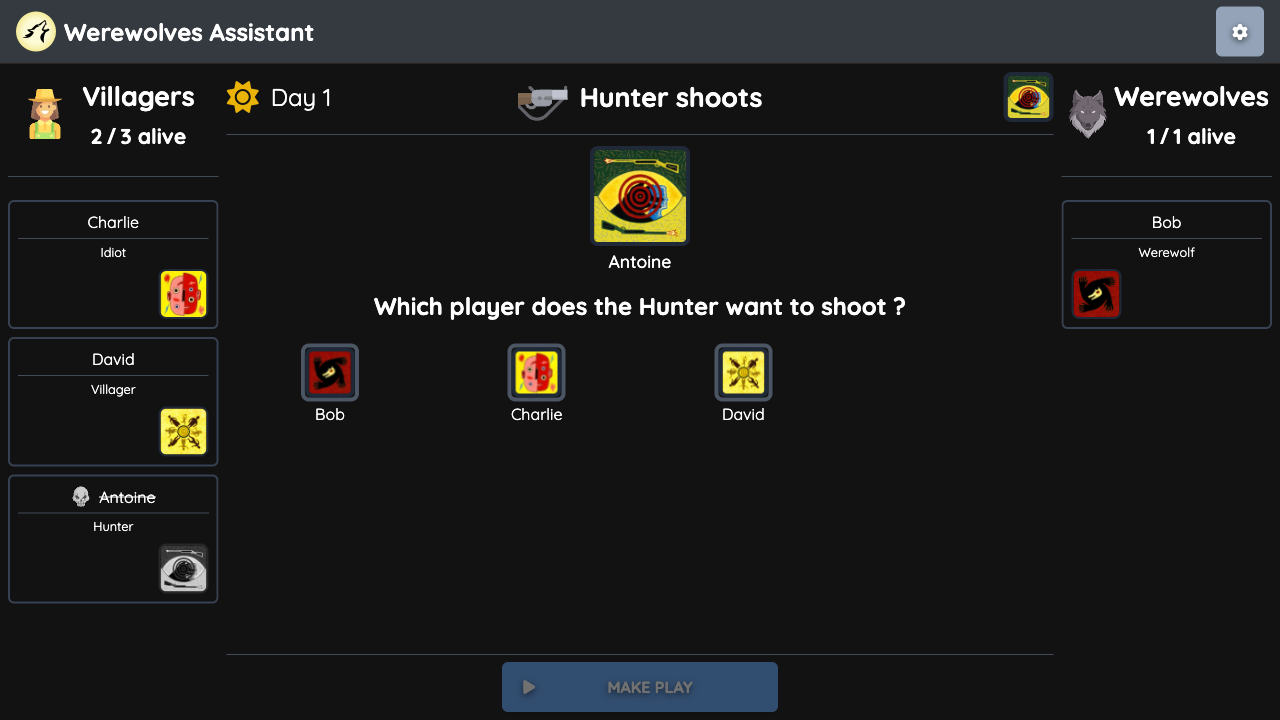 Werewolves Assistant
Villagers
2 / 3 alive
Day 1
Hunter shoots
Werewolves
1 / 1 alive
Charlie
Idiot
David
Villager
Antoine
Hunter
Antoine
Which player does the Hunter want to shoot ?
Bob
Charlie
David
Bob
Werewolf
MAKE PLAY